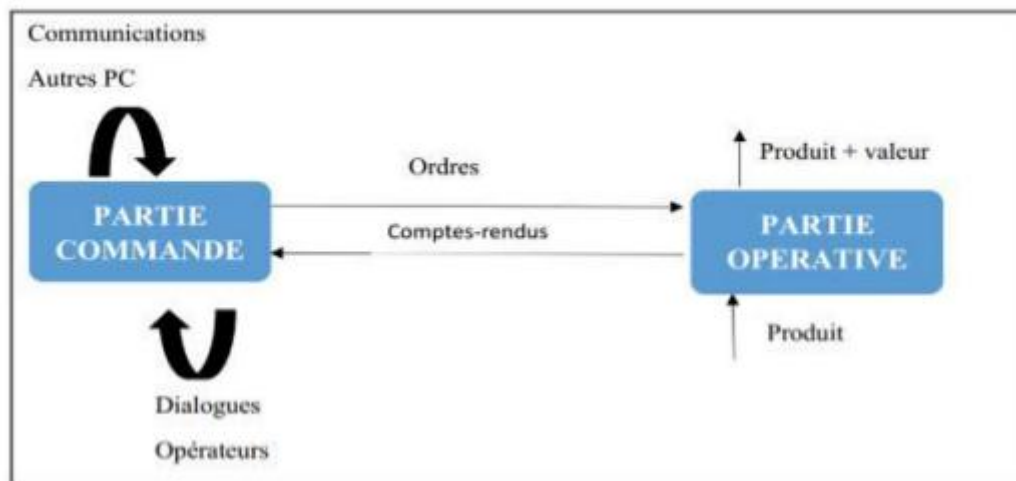 Communications
Autres PC
Ordres
Produit + valeur
PARTIE
COMMANDE
Comptes-rendus
PARTIE
OPERATIVE
Produit
Dialogues
Opérateurs